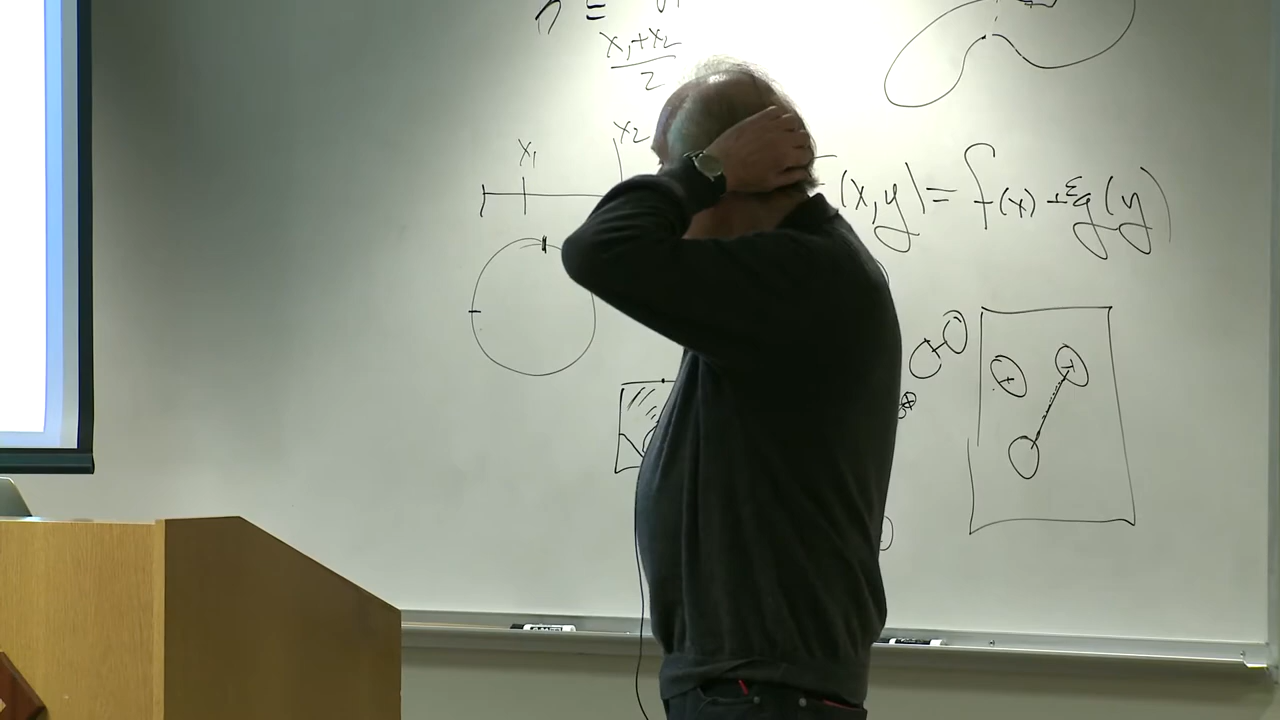 n =
x₁+x₂
2
x₁
x₂
(x,y) = f(x) + εg(y)